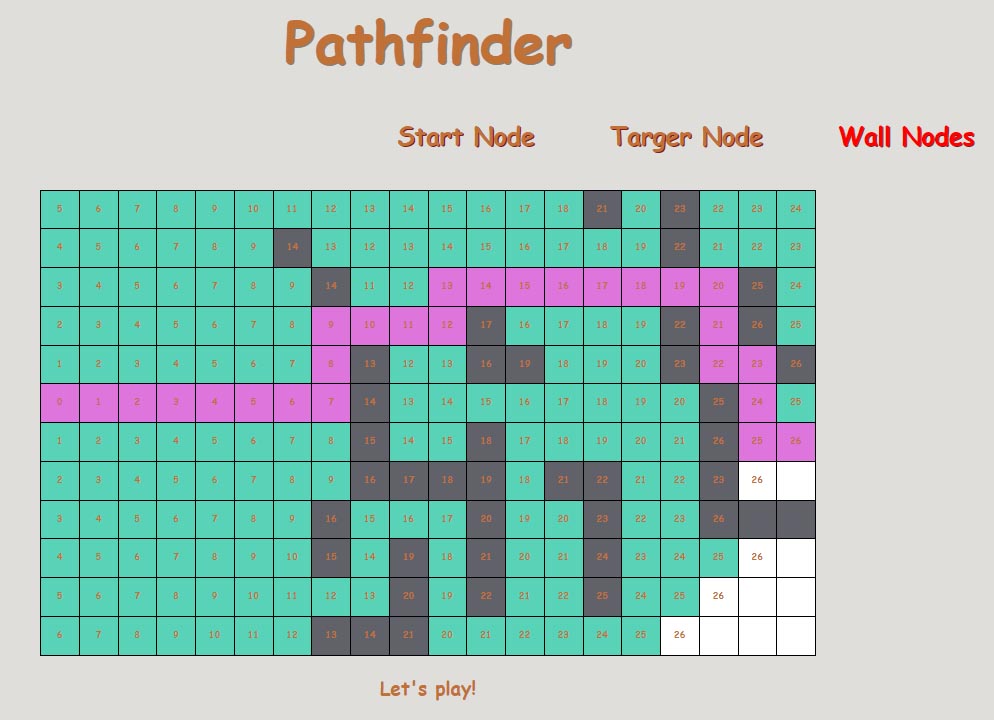 Pathfinder
Start Node Targer Node Wall Nodes
5 6 7 8 9 10 11 12 13 14 15 16 17 18 21 20 23 22 23 24
4 5 6 7 8 9 14 13 12 13 14 15 16 17 18 19 22 21 22 23
3 4 5 6 7 8 9 14 11 12 13 14 15 16 17 18 19 20 25 24
2 3 4 5 6 7 8 9 10 11 12 17 16 17 18 19 22 21 26 25
1 2 3 4 5 6 7 8 13 12 13 16 19 18 19 20 23 22 23 26
0 1 2 3 4 5 6 7 14 13 14 15 16 17 18 19 20 25 24 25
1 2 3 4 5 6 7 8 15 14 15 18 17 18 19 20 21 26 25 26
2 3 4 5 6 7 8 9 16 17 18 19 18 21 22 21 22 23 26
3 4 5 6 7 8 9 16 15 16 17 20 19 20 23 22 23 26
4 5 6 7 8 9 10 15 14 19 18 21 20 21 24 23 24 25 26
5 6 7 8 9 10 11 12 13 20 19 22 21 22 25 24 25 26
6 7 8 9 10 11 12 13 14 21 20 21 22 23 24 25 26
Let's play!